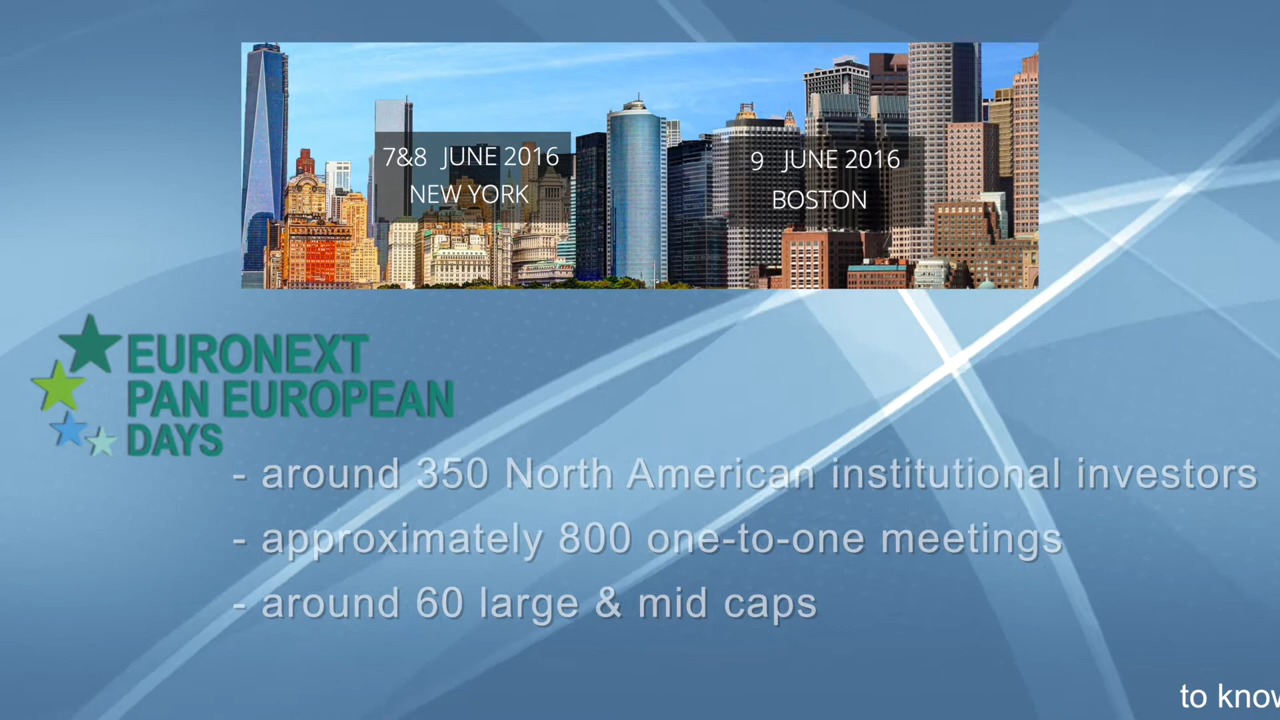 7&8 JUNE 2016
NEW YORK
9 JUNE 2016
BOSTON
EURONEXT
PAN EUROPEAN
DAYS
- around 350 North American institutional investors
- approximately 800 one-to-one meetings
- around 60 large & mid caps
to